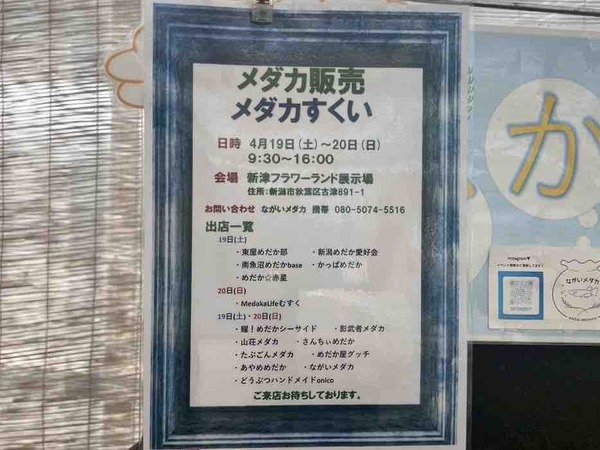 メダカ販売
メダカすくい
日時 4月19日(土)～20日(日)
9:30～16:00
会場 新津フラワーランド展示場
住所:新潟市秋葉区古津891-1
お問い合わせ ながいメダカ 携帯 080-5074-5516
出店一覧
19日(土)
・東屋めだか部 ・新潟めだか愛好会
・南魚沼めだかbase ・かっぱめだか
・めだか☆赤星
20日(日)
・MedakaLifeむすく
19日(土)・20日(日)
・耀!めだかシーサイド ・影武者メダカ
・山荘メダカ ・さんちぃめだか
・たぶごんメダカ ・めだか屋グッチ
・あやめめだか ・ながいメダカ
・どうぶつハンドメイドonico
ご来店お待ちしております。
か
Instagram▼
ながいメダカ